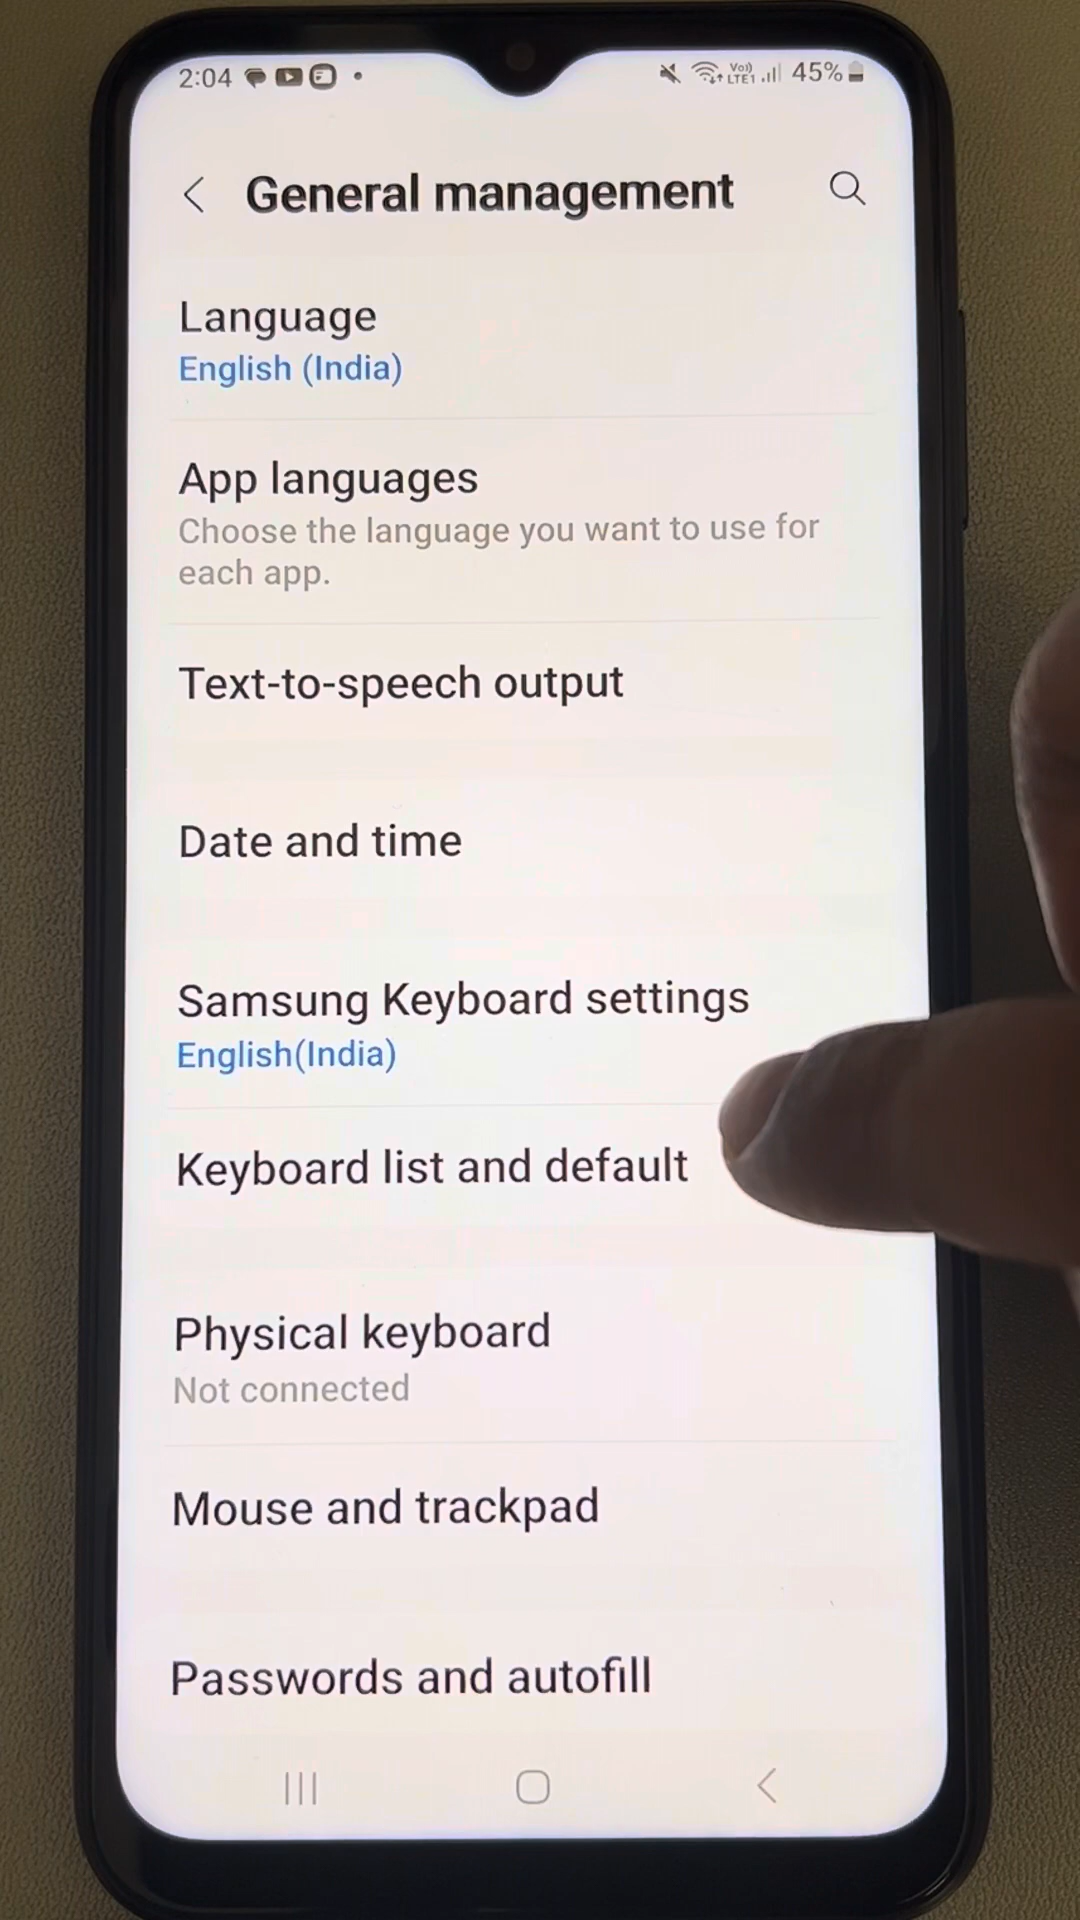 2:04
Vo))
LTE1
45%
General management
Language
English (India)
App languages
Choose the language you want to use for
each app.
Text-to-speech output
Date and time
Samsung Keyboard settings
English(India)
Keyboard list and default
Physical keyboard
Not connected
Mouse and trackpad
Passwords and autofill